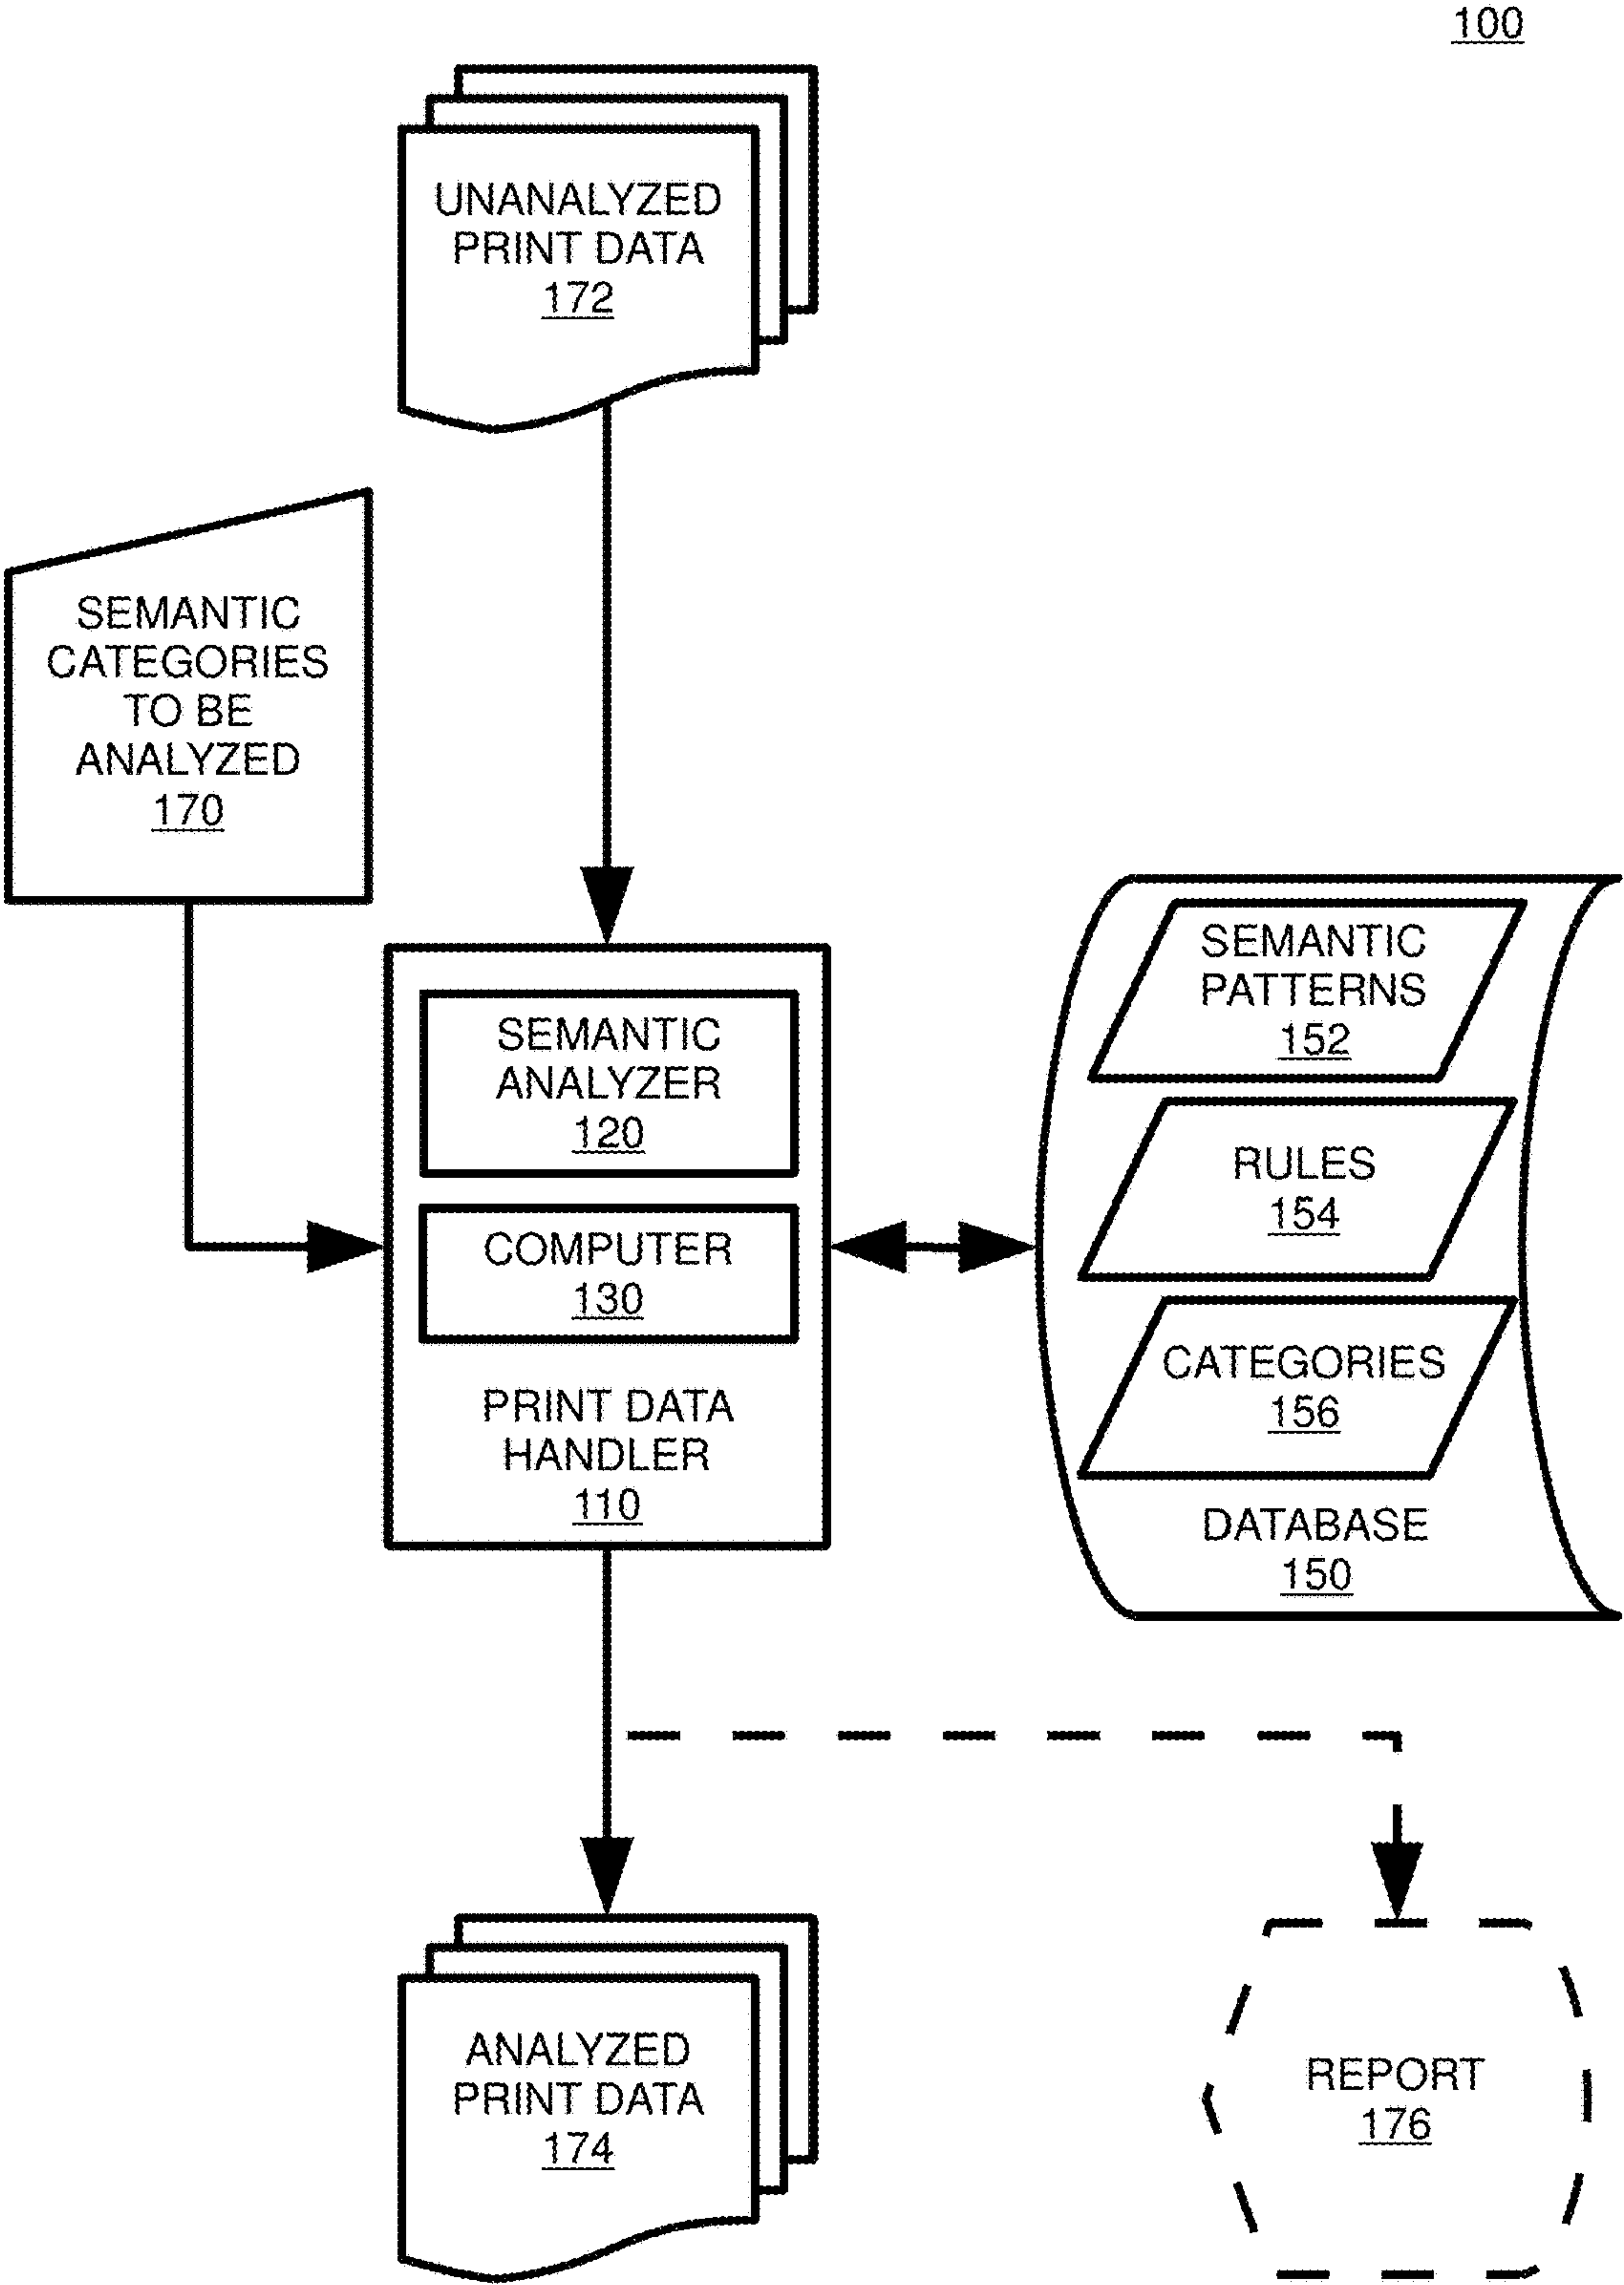 100
UNANALYZED
PRINT DATA
172
SEMANTIC
CATEGORIES
TO BE
ANALYZED
170
SEMANTIC
ANALYZER
120
COMPUTER
130
PRINT DATA
HANDLER
110
SEMANTIC
PATTERNS
152
RULES
154
CATEGORIES
156
DATABASE
150
ANALYZED
PRINT DATA
174
REPORT
176